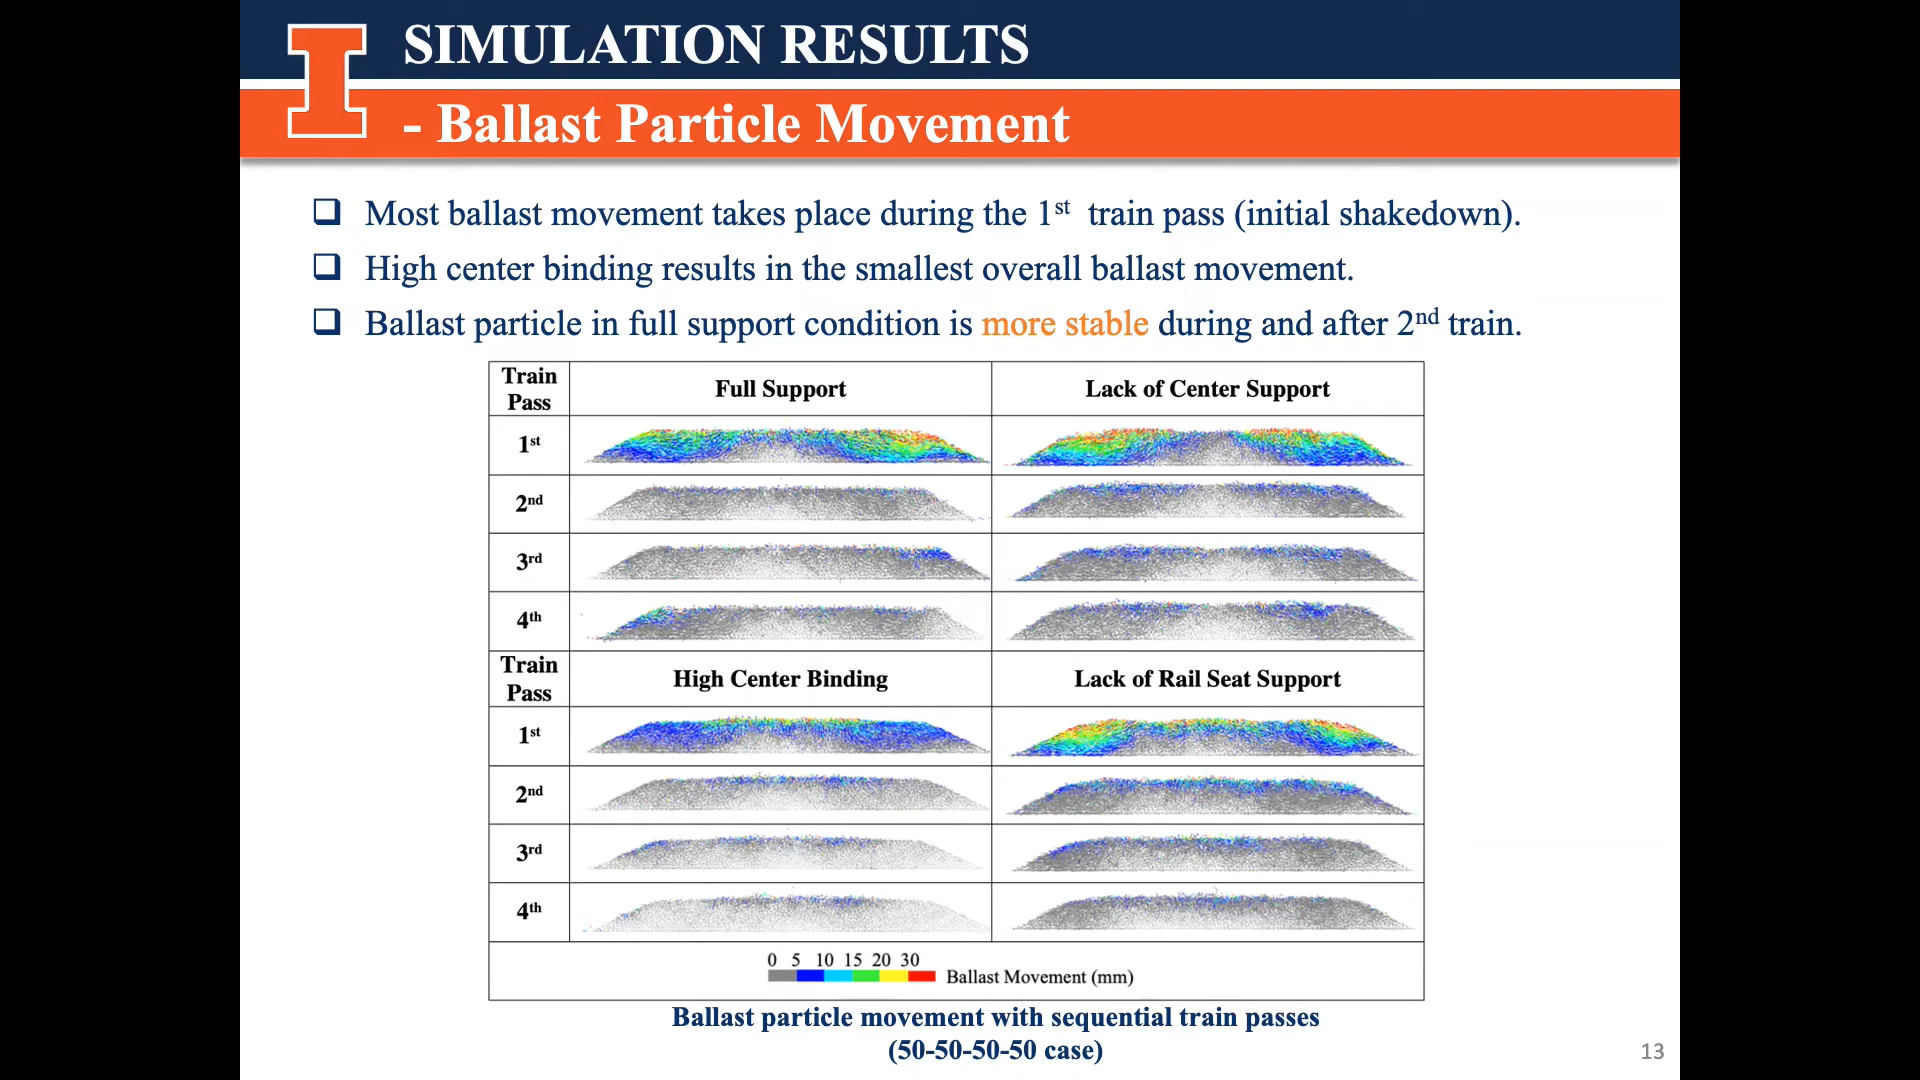 SIMULATION RESULTS
- Ballast Particle Movement
Most ballast movement takes place during the 1st train pass (initial shakedown).
High center binding results in the smallest overall ballast movement.
Ballast particle in full support condition is more stable during and after 2nd train.
Train Pass Full Support Lack of Center Support
1st
2nd
3rd
4th
Train Pass High Center Binding Lack of Rail Seat Support
1st
2nd
3rd
4th
0 5 10 15 20 30
Ballast Movement (mm)
Ballast particle movement with sequential train passes
(50-50-50-50 case)
13